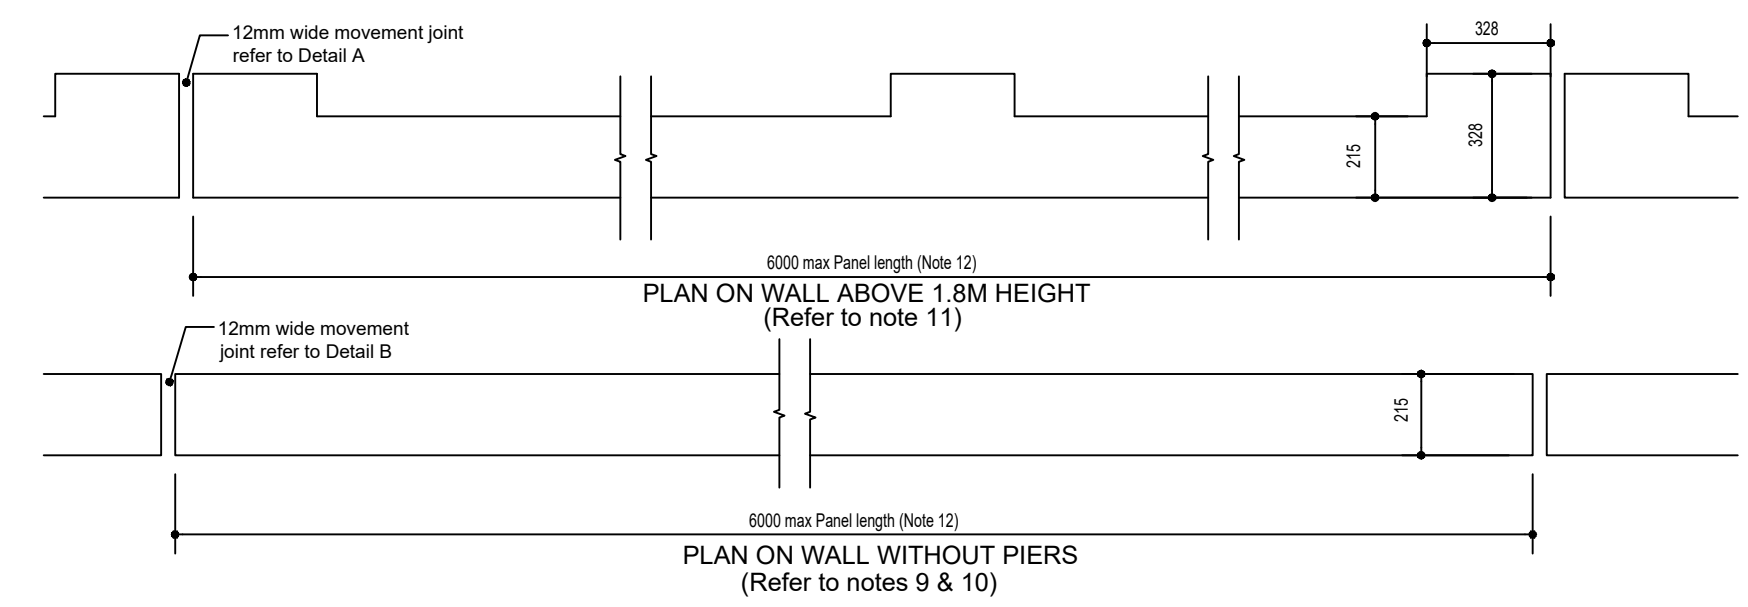 12mm wide movement joint
refer to Detail A
328
215
328
6000 max Panel length (Note 12)
PLAN ON WALL ABOVE 1.8M HEIGHT
(Refer to note 11)
12mm wide movement
joint refer to Detail B
215
6000 max Panel length (Note 12)
PLAN ON WALL WITHOUT PIERS
(Refer to notes 9 & 10)